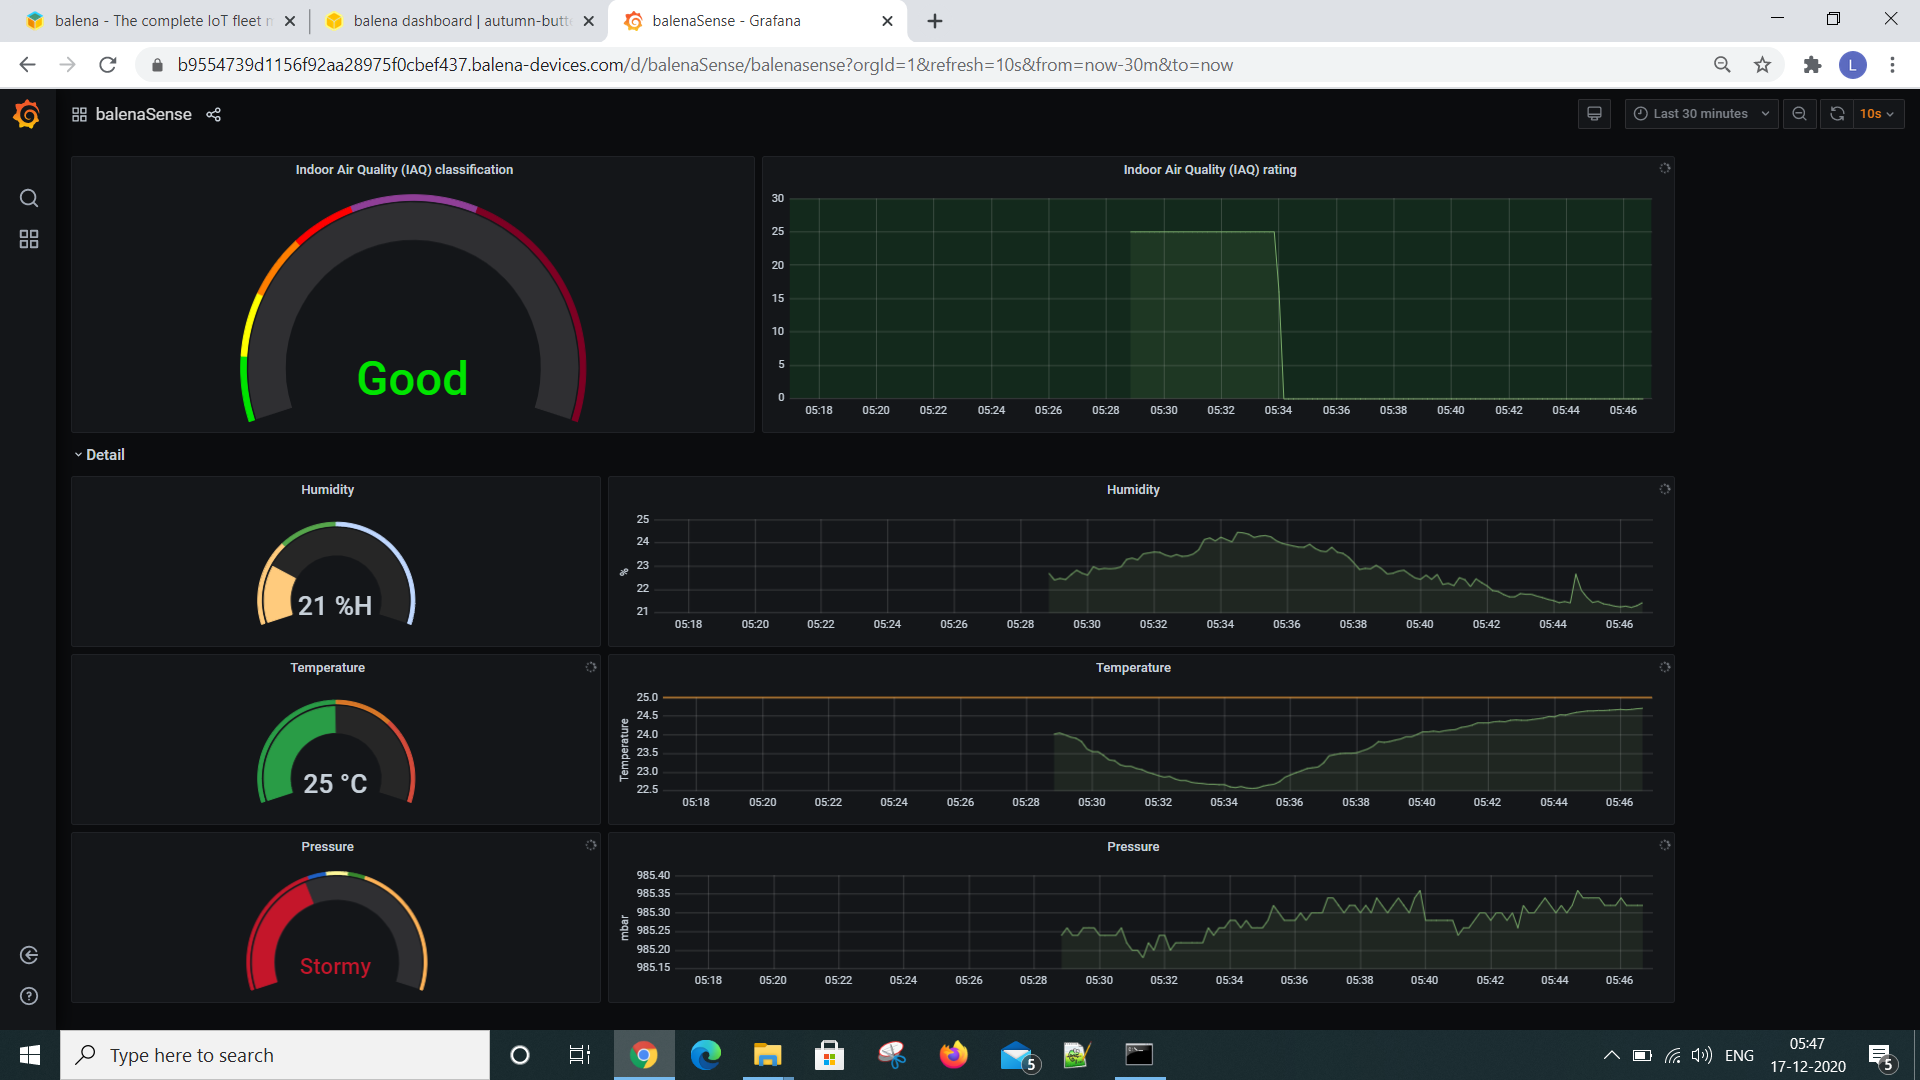 balena - The complete IoT fleet m
balena dashboard | autumn-butt
balenaSense - Grafana
b9554739d1156f92aa28975f0cbef437.balena-devices.com/d/balenaSense/balenasense?orgId=1&refresh=10s&from=now-30m&to=now
L
balenaSense
Last 30 minutes
10s
Indoor Air Quality (IAQ) classification
Good
Indoor Air Quality (IAQ) rating
30
25
20
15
10
5
0
05:18 05:20 05:22 05:24 05:26 05:28 05:30 05:32 05:34 05:36 05:38 05:40 05:42 05:44 05:46
Detail
Humidity
21 %H
Humidity
%
25
24
23
22
21
05:18 05:20 05:22 05:24 05:26 05:28 05:30 05:32 05:34 05:36 05:38 05:40 05:42 05:44 05:46
Temperature
25 °C
Temperature
Temperature
25.0
24.5
24.0
23.5
23.0
22.5
05:18 05:20 05:22 05:24 05:26 05:28 05:30 05:32 05:34 05:36 05:38 05:40 05:42 05:44 05:46
Pressure
Stormy
Pressure
mbar
985.40
985.35
985.30
985.25
985.20
985.15
05:18 05:20 05:22 05:24 05:26 05:28 05:30 05:32 05:34 05:36 05:38 05:40 05:42 05:44 05:46
Type here to search
5
ENG
05:47
17-12-2020
5